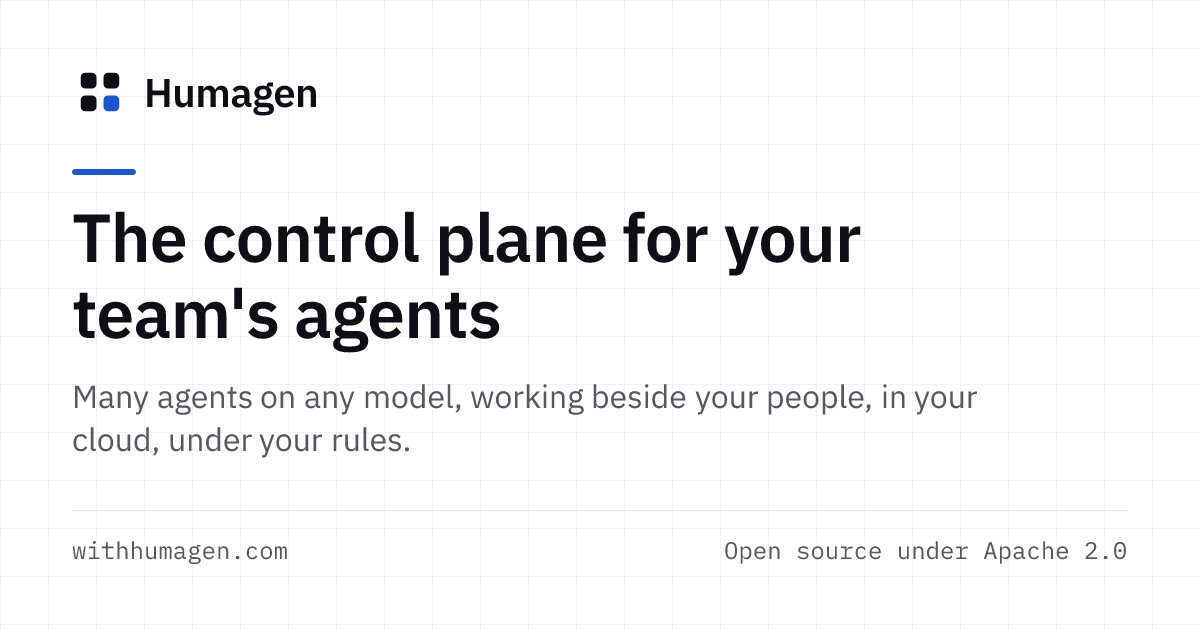 Humagen
The control plane for your
team's agents
Many agents on any model, working beside your people, in your
cloud, under your rules.
withhumagen.com
Open source under Apache 2.0